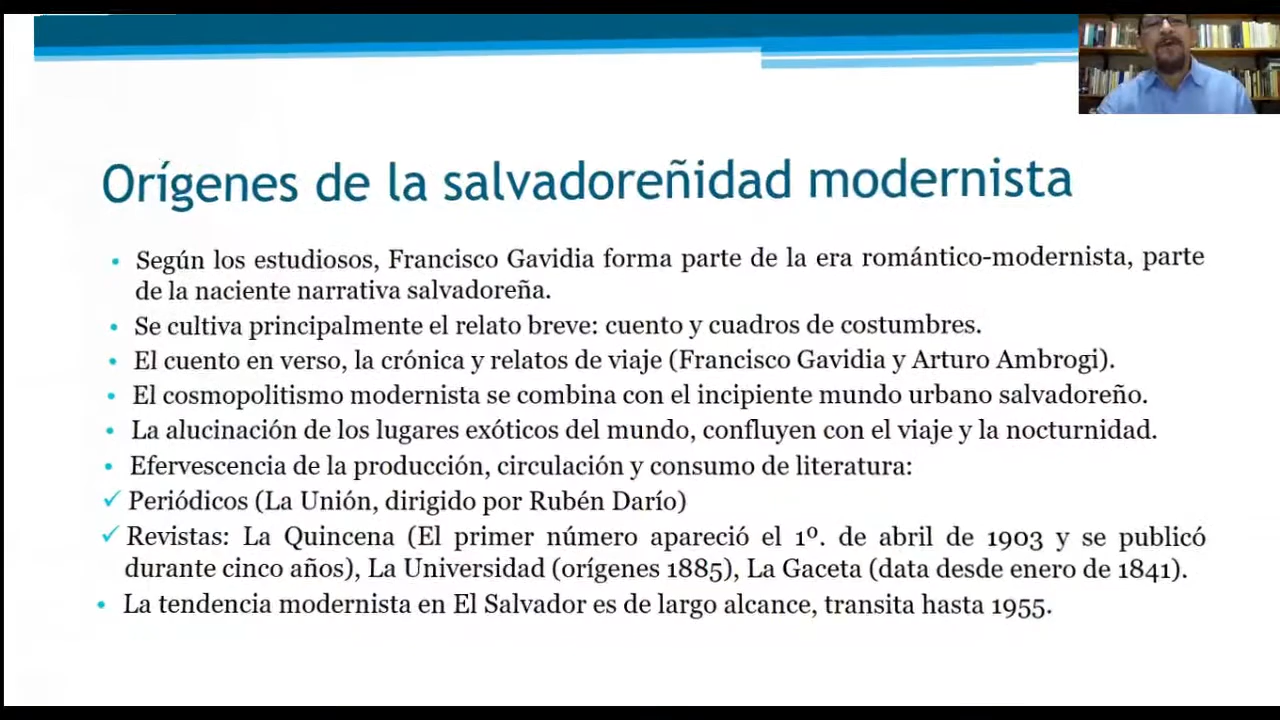 Orígenes de la salvadoreñidad modernista
• Según los estudiosos, Francisco Gavidia forma parte de la era romántico-modernista, parte
de la naciente narrativa salvadoreña.
• Se cultiva principalmente el relato breve: cuento y cuadros de costumbres.
• El cuento en verso, la crónica y relatos de viaje (Francisco Gavidia y Arturo Ambrogi).
• El cosmopolitismo modernista se combina con el incipiente mundo urbano salvadoreño.
• La alucinación de los lugares exóticos del mundo, confluyen con el viaje y la nocturnidad.
• Efervescencia de la producción, circulación y consumo de literatura:
✓ Periódicos (La Unión, dirigido por Rubén Darío)
✓ Revistas: La Quincena (El primer número apareció el 1º. de abril de 1903 y se publicó
durante cinco años), La Universidad (orígenes 1885), La Gaceta (data desde enero de 1841).
• La tendencia modernista en El Salvador es de largo alcance, transita hasta 1955.